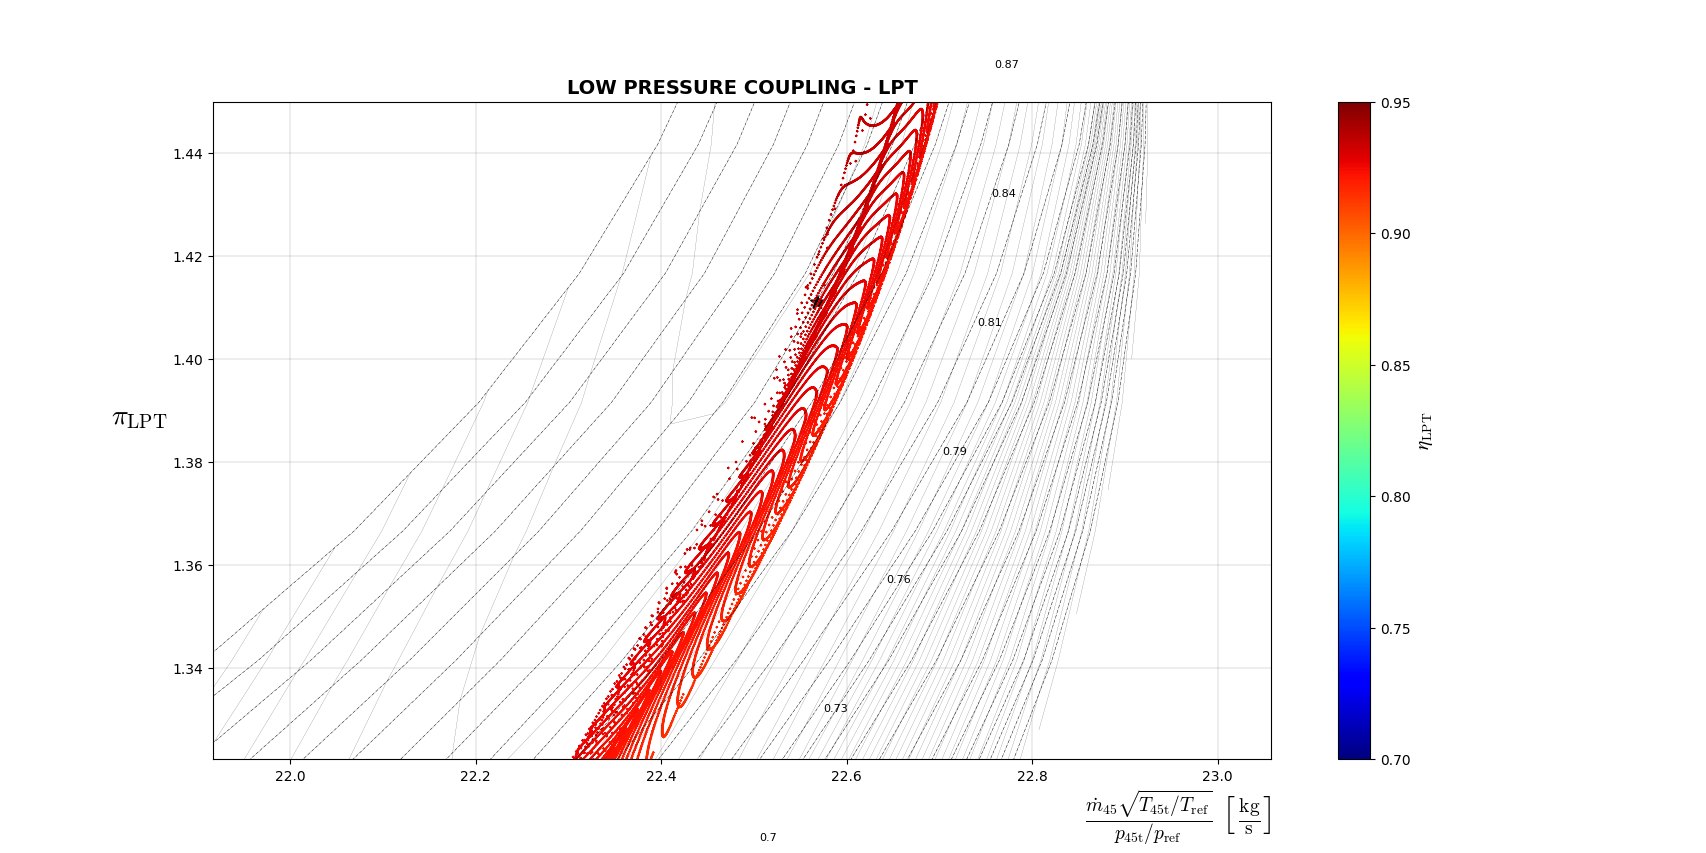 0.87
LOW PRESSURE COUPLING - LPT
0.95
1.44
0.84
0.90
1.42
0.81
1.40
0.85
π_LPT
η_LPT
0.79
1.38
0.80
0.76
1.36
0.75
1.34
0.73
0.70
22.0 22.2 22.4 22.6 22.8 23.0
ṁ_45 √T_45t/T_ref
p_45t/p_ref
[kg/s]
0.7